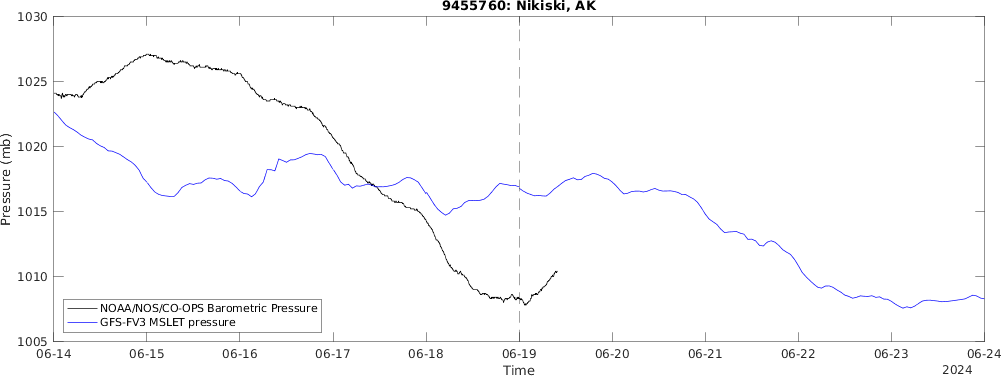 9455760: Nikiski, AK
1030
1025
1020
1015
1010
1005
Pressure (mb)
NOAA/NOS/CO-OPS Barometric Pressure
GFS-FV3 MSLET pressure
06-14 06-15 06-16 06-17 06-18 06-19 06-20 06-21 06-22 06-23 06-24
Time
2024